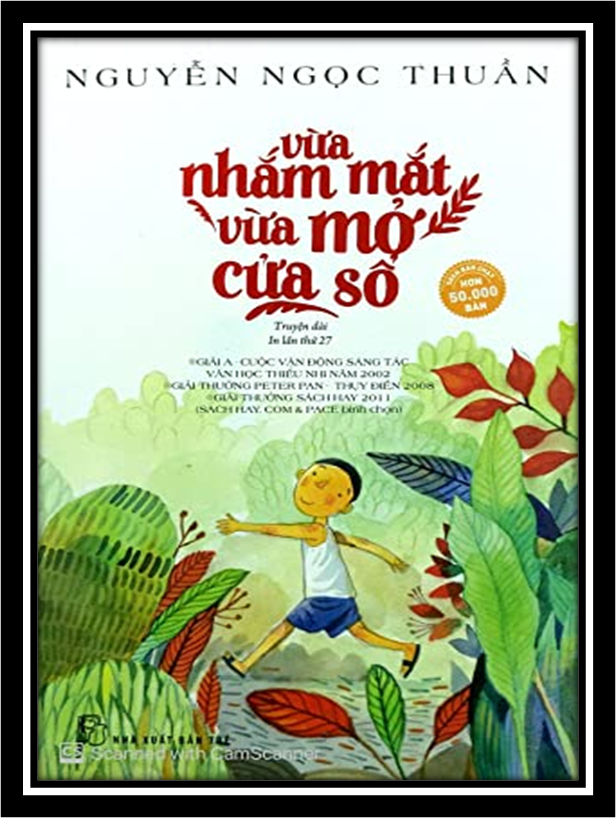 NGUYỄN NGỌC THUẦN
vừa
nhắm mắt
vừa mở
cửa sổ
SÁCH BÁN CHẠY
HƠN
50.000
BẢN
Truyện dài
In lần thứ 27
®GIẢI A - CUỘC VẬN ĐỘNG SÁNG TÁC
VĂN HỌC THIẾU NHI NĂM 2002
®GIẢI THƯỞNG PETER PAN - THỤY ĐIỂN 2008
®GIẢI THƯỞNG SÁCH HAY 2011
(SÁCH HAY. COM & PACE bình chọn)
NHÀ XUẤT BẢN TRẺ
CS Scanned with CamScanner